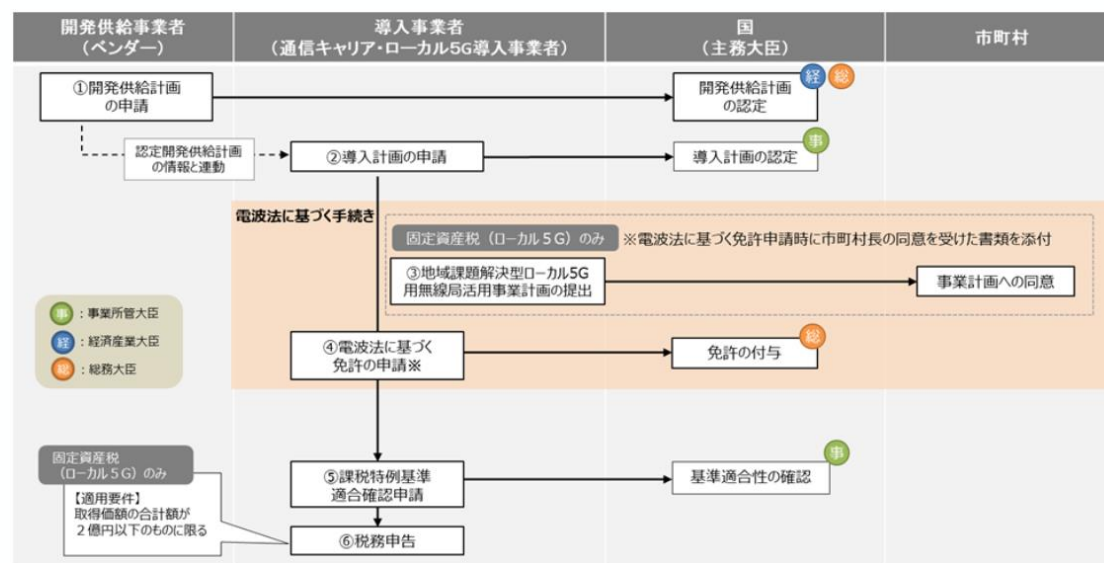 開発供給事業者
（ベンダー）
導入事業者
（通信キャリア・ローカル5G導入事業者）
国
（主務大臣）
市町村
①開発供給計画
の申請
開発供給計画
の認定
経
総
認定開発供給計画
の情報と連動
②導入計画の申請
導入計画の認定
事
電波法に基づく手続き
固定資産税（ローカル５Ｇ）のみ
※電波法に基づく免許申請時に市町村長の同意を受けた書類を添付
③地域課題解決型ローカル5G
用無線局活用事業計画の提出
事業計画への同意
事：事業所管大臣
経：経済産業大臣
総：総務大臣
④電波法に基づく
免許の申請※
免許の付与
総
固定資産税
（ローカル５Ｇ）のみ
【適用要件】
取得価額の合計額が
２億円以下のものに限る
⑤課税特例基準
適合確認申請
基準適合性の確認
事
⑥税務申告